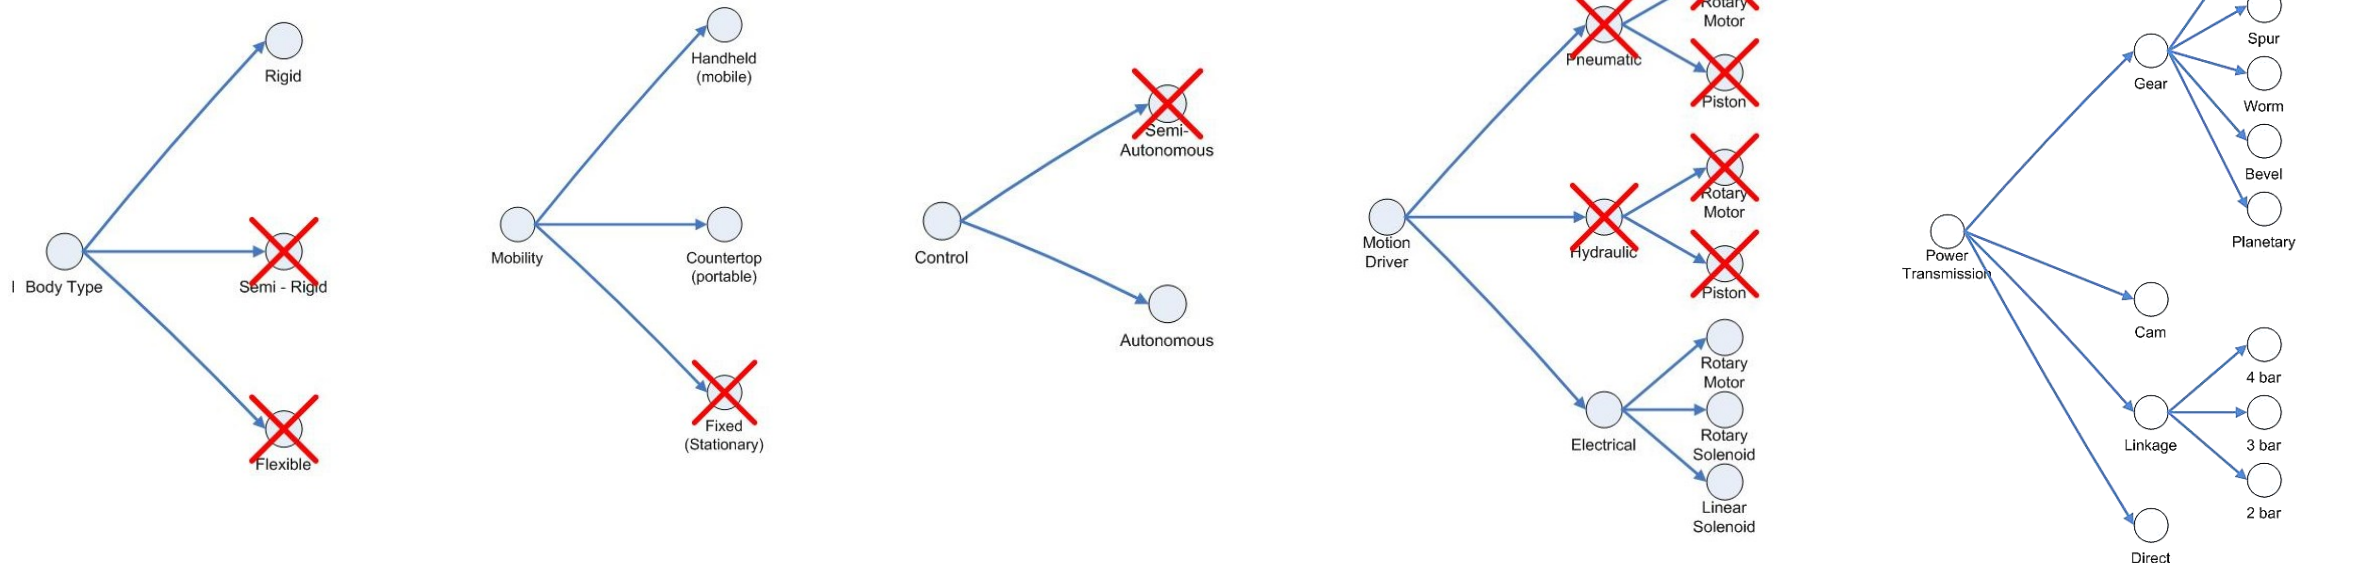 Rigid
I Body Type
Semi - Rigid
Flexible
Handheld
(mobile)
Mobility
Countertop
(portable)
Fixed
(Stationary)
Semi-
Autonomous
Control
Autonomous
Rotary
Motor
Pneumatic
Piston
Rotary
Motor
Motion
Driver
Hydraulic
Piston
Rotary
Motor
Electrical
Rotary
Solenoid
Linear
Solenoid
Spur
Gear
Worm
Bevel
Planetary
Power
Transmission
Cam
4 bar
Linkage
3 bar
2 bar
Direct